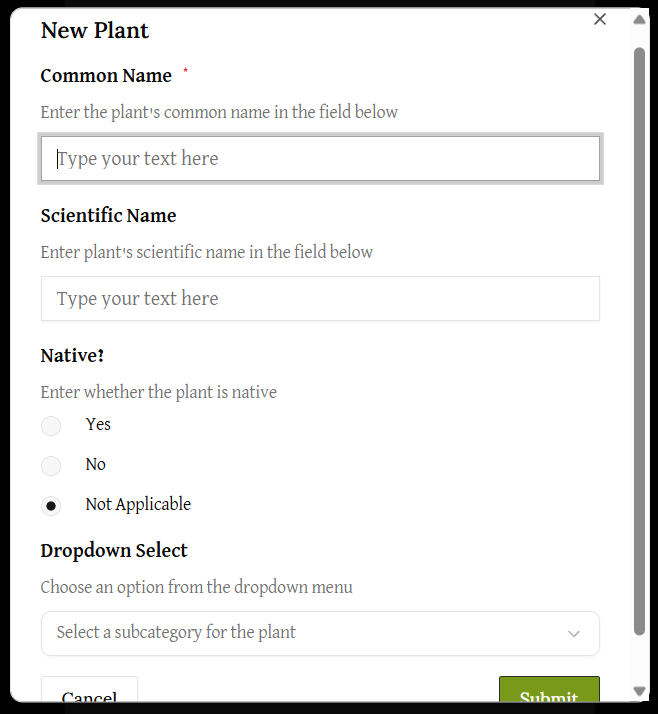 New Plant
Common Name *
Enter the plant's common name in the field below
Type your text here
Scientific Name
Enter plant's scientific name in the field below
Type your text here
Native?
Enter whether the plant is native
Yes
No
Not Applicable
Dropdown Select
Choose an option from the dropdown menu
Select a subcategory for the plant
Cancel Submit